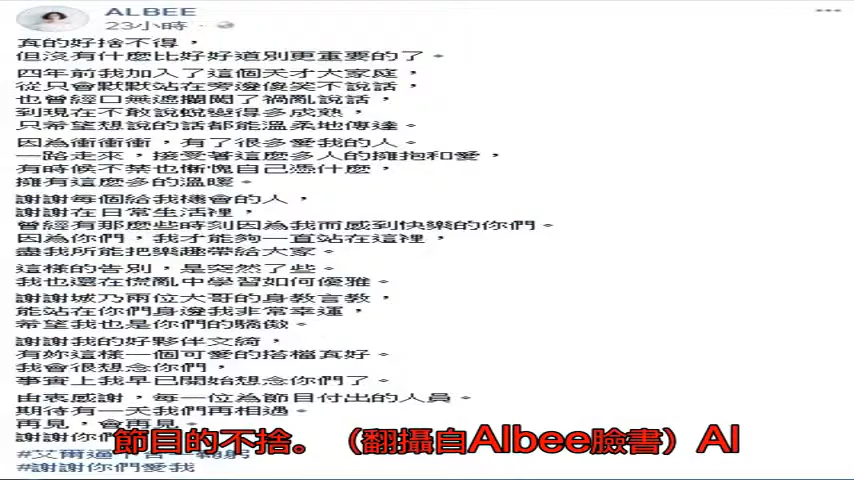 ALBEE
23小時
真的好捨不得，
但沒有什麼比好好道別更重要的了。
四年前我加入了這個天才大家庭，
從只會默默站在旁邊傻笑不說話，
也曾經口無遮攔闖了禍亂說話，
到現在不敢說蛻變得多成熟，
只希望想說的話都能溫柔地傳達。
因為衝衝衝，有了很多愛我的人。
一路走來，接受著這麼多人的擁抱和愛，
有時候不禁也慚愧自己憑什麼，
擁有這麼多的溫暖。
謝謝每個給我機會的人，
謝謝在日常生活裡，
曾經有那麼些時刻因為我而感到快樂的你們。
因為你們，我才能夠一直站在這裡，
盡我所能把樂趣帶給大家。
這樣的告別，是突然了些。
我也還在慌亂中學習如何優雅。
謝謝城乃兩位大哥的身教言教，
能站在你們身邊我非常幸運，
希望我也是你們的驕傲。
謝謝我的好夥伴文綺，
有妳這樣一個可愛的搭檔真好。
我會很想念你們，
事實上我早已開始想念你們了。
由衷感謝，每一位為節目付出的人員。
期待有一天我們再相遇。
再見，會再見。
謝謝你們
節目的不捨。（翻攝自Albee臉書）AI
#艾爾逼下台一鞠躬
#謝謝你們愛我